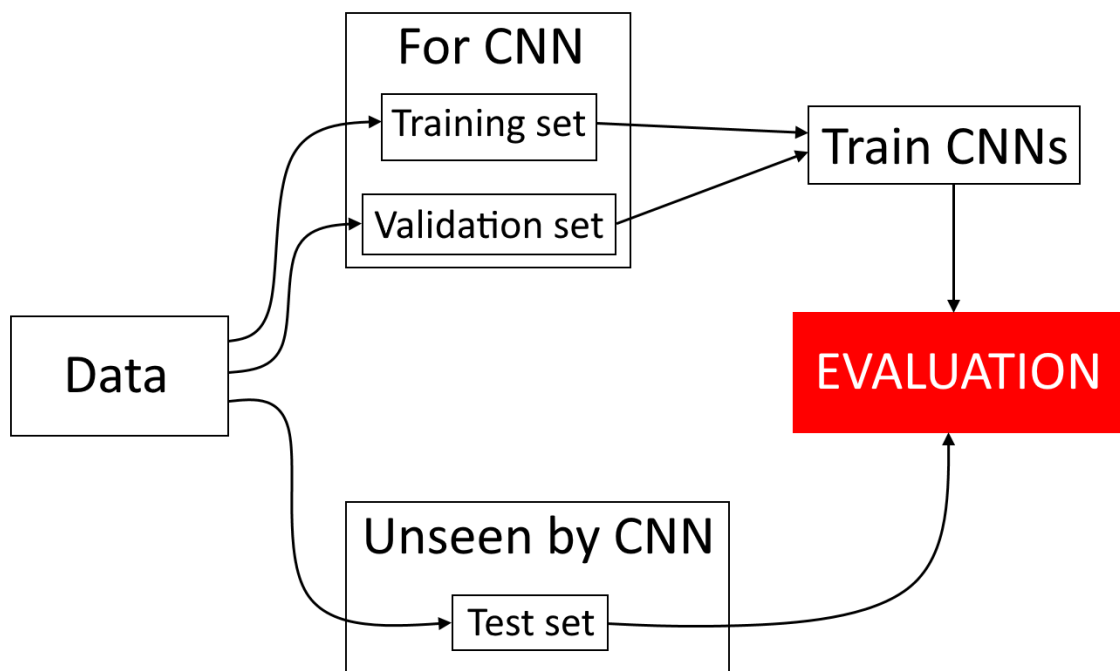 For CNN
Training set
Validation set
Train CNNs
Data
EVALUATION
Unseen by CNN
Test set